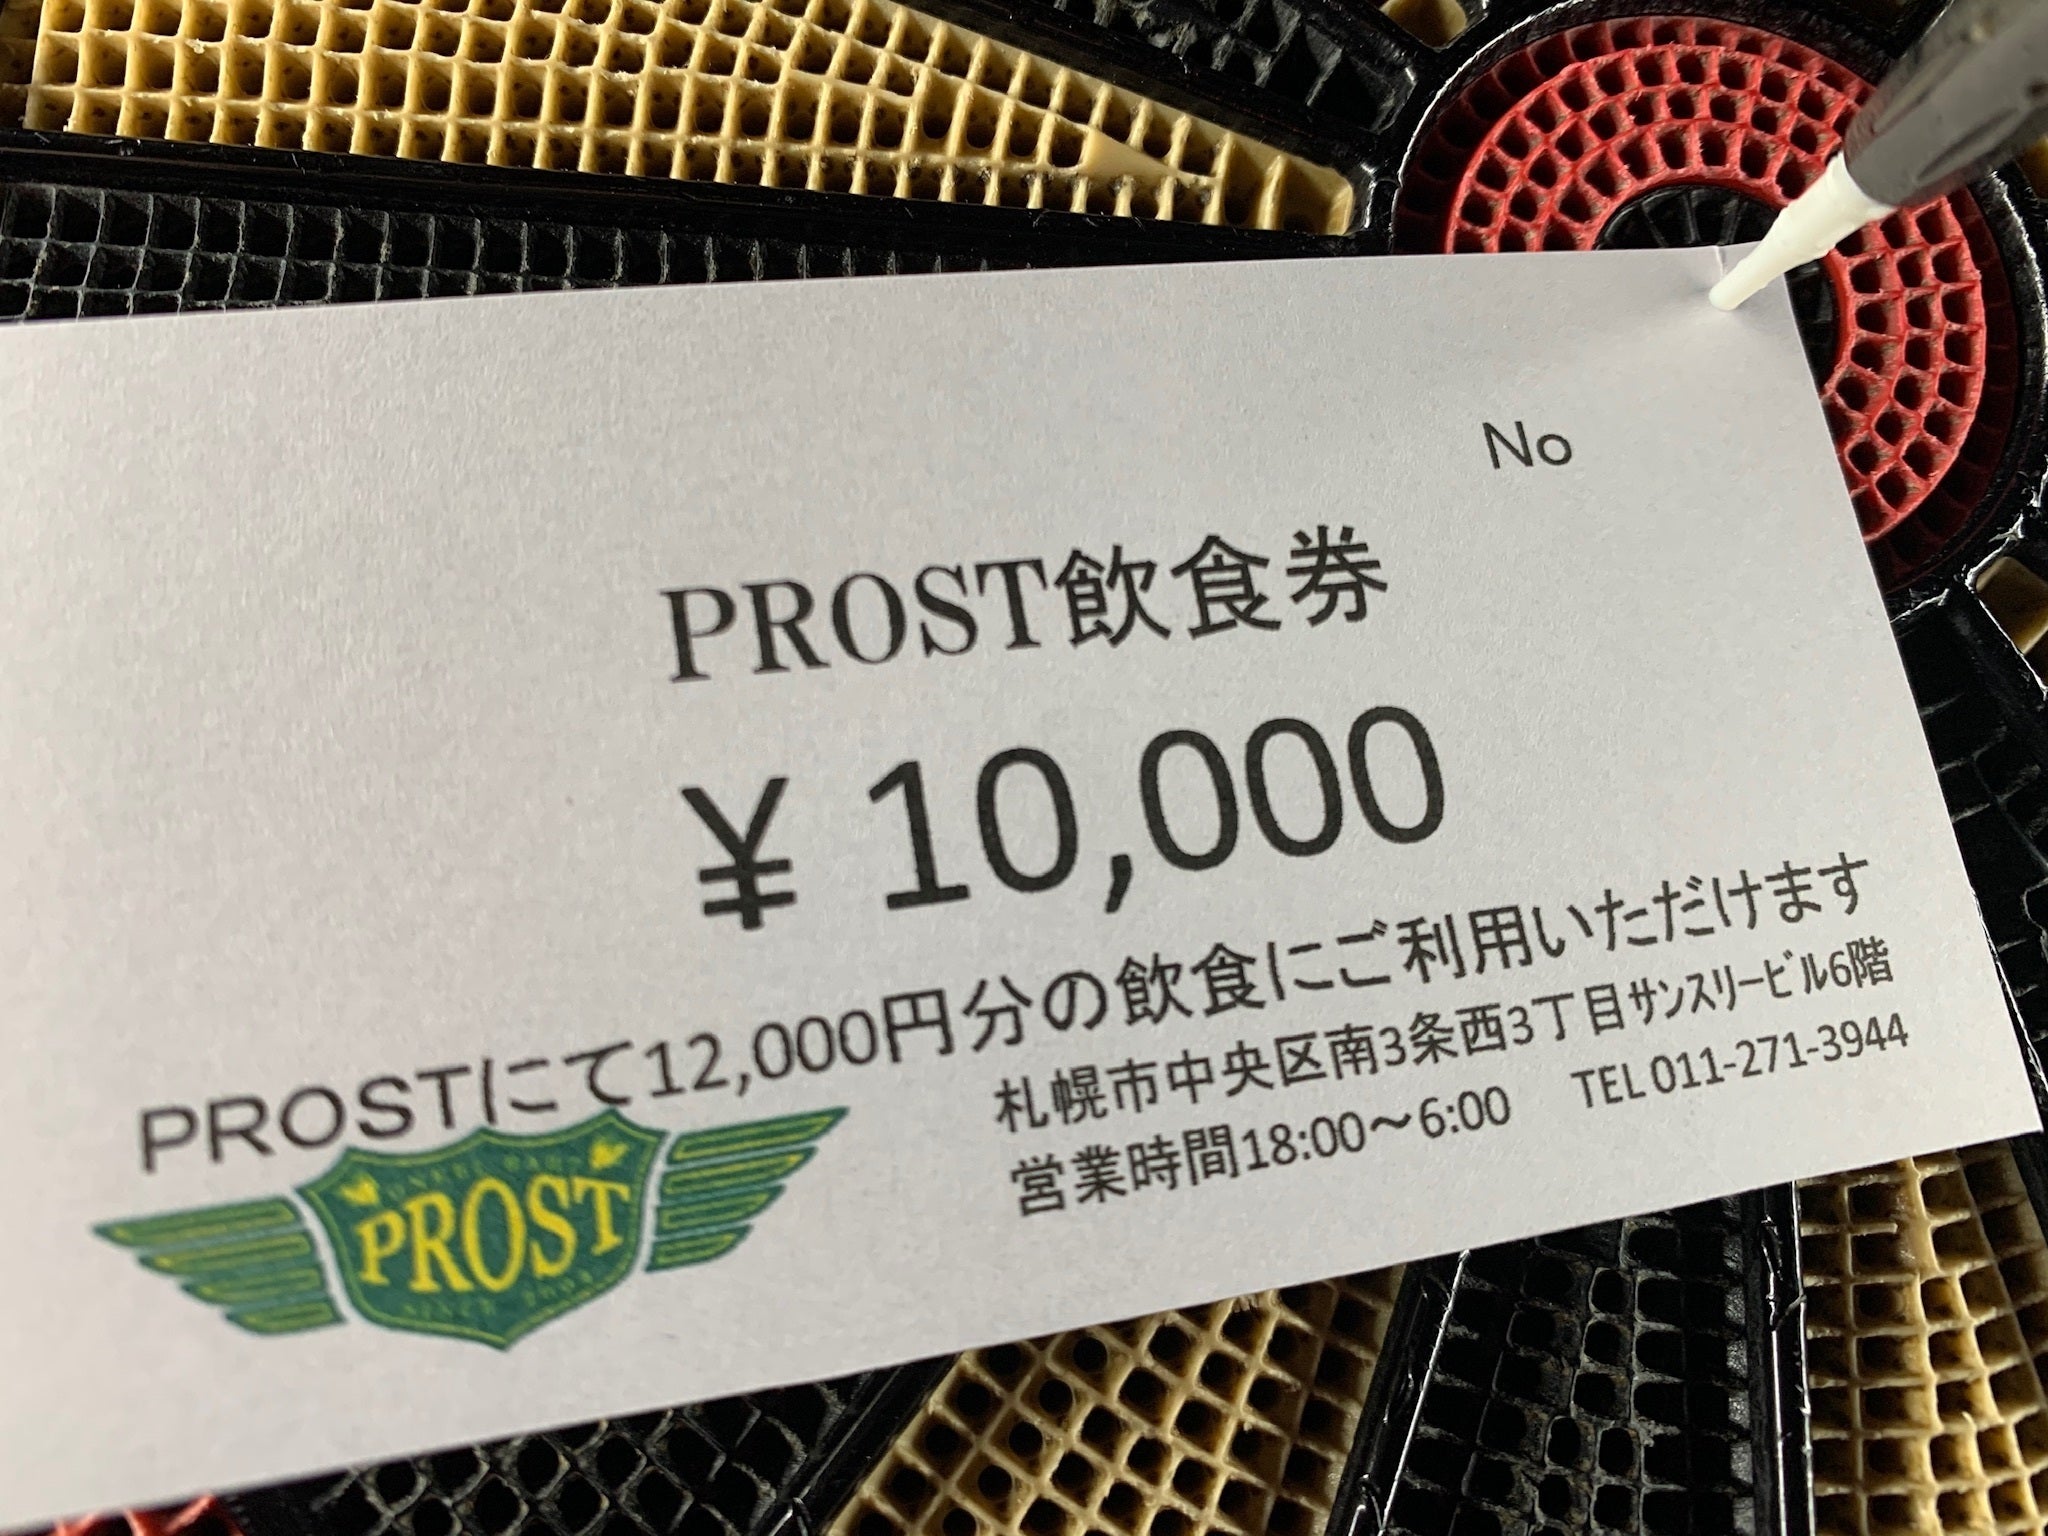 No
PROST飲食券
¥ 10,000
PROSTにて12,000円分の飲食にご利用いただけます
札幌市中央区南3条西3丁目サンスリービル6階
営業時間18:00～6:00 TEL 011-271-3944
PROST
SINCE